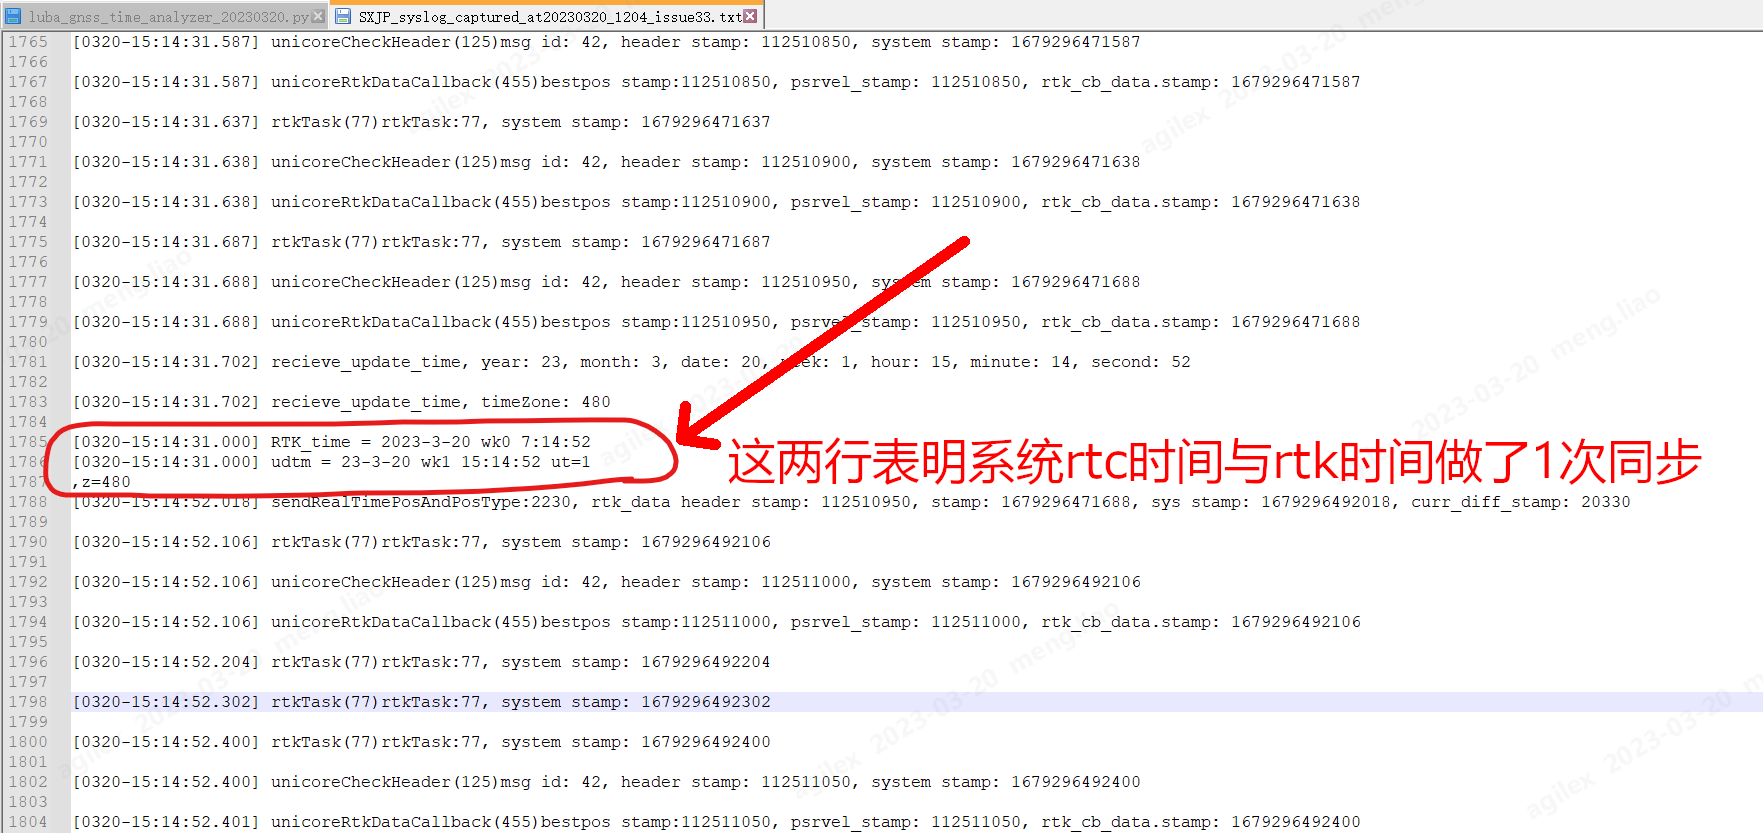 luba_gnss_time_analyzer_20230320.py SXJP_syslog_captured_at20230320_1204_issue33.txt
1765 [0320-15:14:31.587] unicoreCheckHeader(125)msg id: 42, header stamp: 112510850, system stamp: 1679296471587
1766
1767 [0320-15:14:31.587] unicoreRtkDataCallback(455)bestpos stamp:112510850, psrvel_stamp: 112510850, rtk_cb_data.stamp: 1679296471587
1768
1769 [0320-15:14:31.637] rtkTask(77)rtkTask:77, system stamp: 1679296471637
1770
1771 [0320-15:14:31.638] unicoreCheckHeader(125)msg id: 42, header stamp: 112510900, system stamp: 1679296471638
1772
1773 [0320-15:14:31.638] unicoreRtkDataCallback(455)bestpos stamp:112510900, psrvel_stamp: 112510900, rtk_cb_data.stamp: 1679296471638
1774
1775 [0320-15:14:31.687] rtkTask(77)rtkTask:77, system stamp: 1679296471687
1776
1777 [0320-15:14:31.688] unicoreCheckHeader(125)msg id: 42, header stamp: 112510950, system stamp: 1679296471688
1778
1779 [0320-15:14:31.688] unicoreRtkDataCallback(455)bestpos stamp:112510950, psrvel_stamp: 112510950, rtk_cb_data.stamp: 1679296471688
1780
1781 [0320-15:14:31.702] recieve_update_time, year: 23, month: 3, date: 20, week: 1, hour: 15, minute: 14, second: 52
1782
1783 [0320-15:14:31.702] recieve_update_time, timeZone: 480
1784
1785 [0320-15:14:31.000] RTK_time = 2023-3-20 wk0 7:14:52
1786 [0320-15:14:31.000] udtm = 23-3-20 wk1 15:14:52 ut=1
1787 ,z=480
这两行表明系统rtc时间与rtk时间做了1次同步
1788 [0320-15:14:52.018] sendRealTimePosAndPosType:2230, rtk_data header stamp: 112510950, stamp: 1679296471688, sys stamp: 1679296492018, curr_diff_stamp: 20330
1789
1790 [0320-15:14:52.106] rtkTask(77)rtkTask:77, system stamp: 1679296492106
1791
1792 [0320-15:14:52.106] unicoreCheckHeader(125)msg id: 42, header stamp: 112511000, system stamp: 1679296492106
1793
1794 [0320-15:14:52.106] unicoreRtkDataCallback(455)bestpos stamp:112511000, psrvel_stamp: 112511000, rtk_cb_data.stamp: 1679296492106
1795
1796 [0320-15:14:52.204] rtkTask(77)rtkTask:77, system stamp: 1679296492204
1797
1798 [0320-15:14:52.302] rtkTask(77)rtkTask:77, system stamp: 1679296492302
1799
1800 [0320-15:14:52.400] rtkTask(77)rtkTask:77, system stamp: 1679296492400
1801
1802 [0320-15:14:52.400] unicoreCheckHeader(125)msg id: 42, header stamp: 112511050, system stamp: 1679296492400
1803
1804 [0320-15:14:52.401] unicoreRtkDataCallback(455)bestpos stamp:112511050, psrvel_stamp: 112511050, rtk_cb_data.stamp: 1679296492400
agilex 2023-03-20 meng.liao